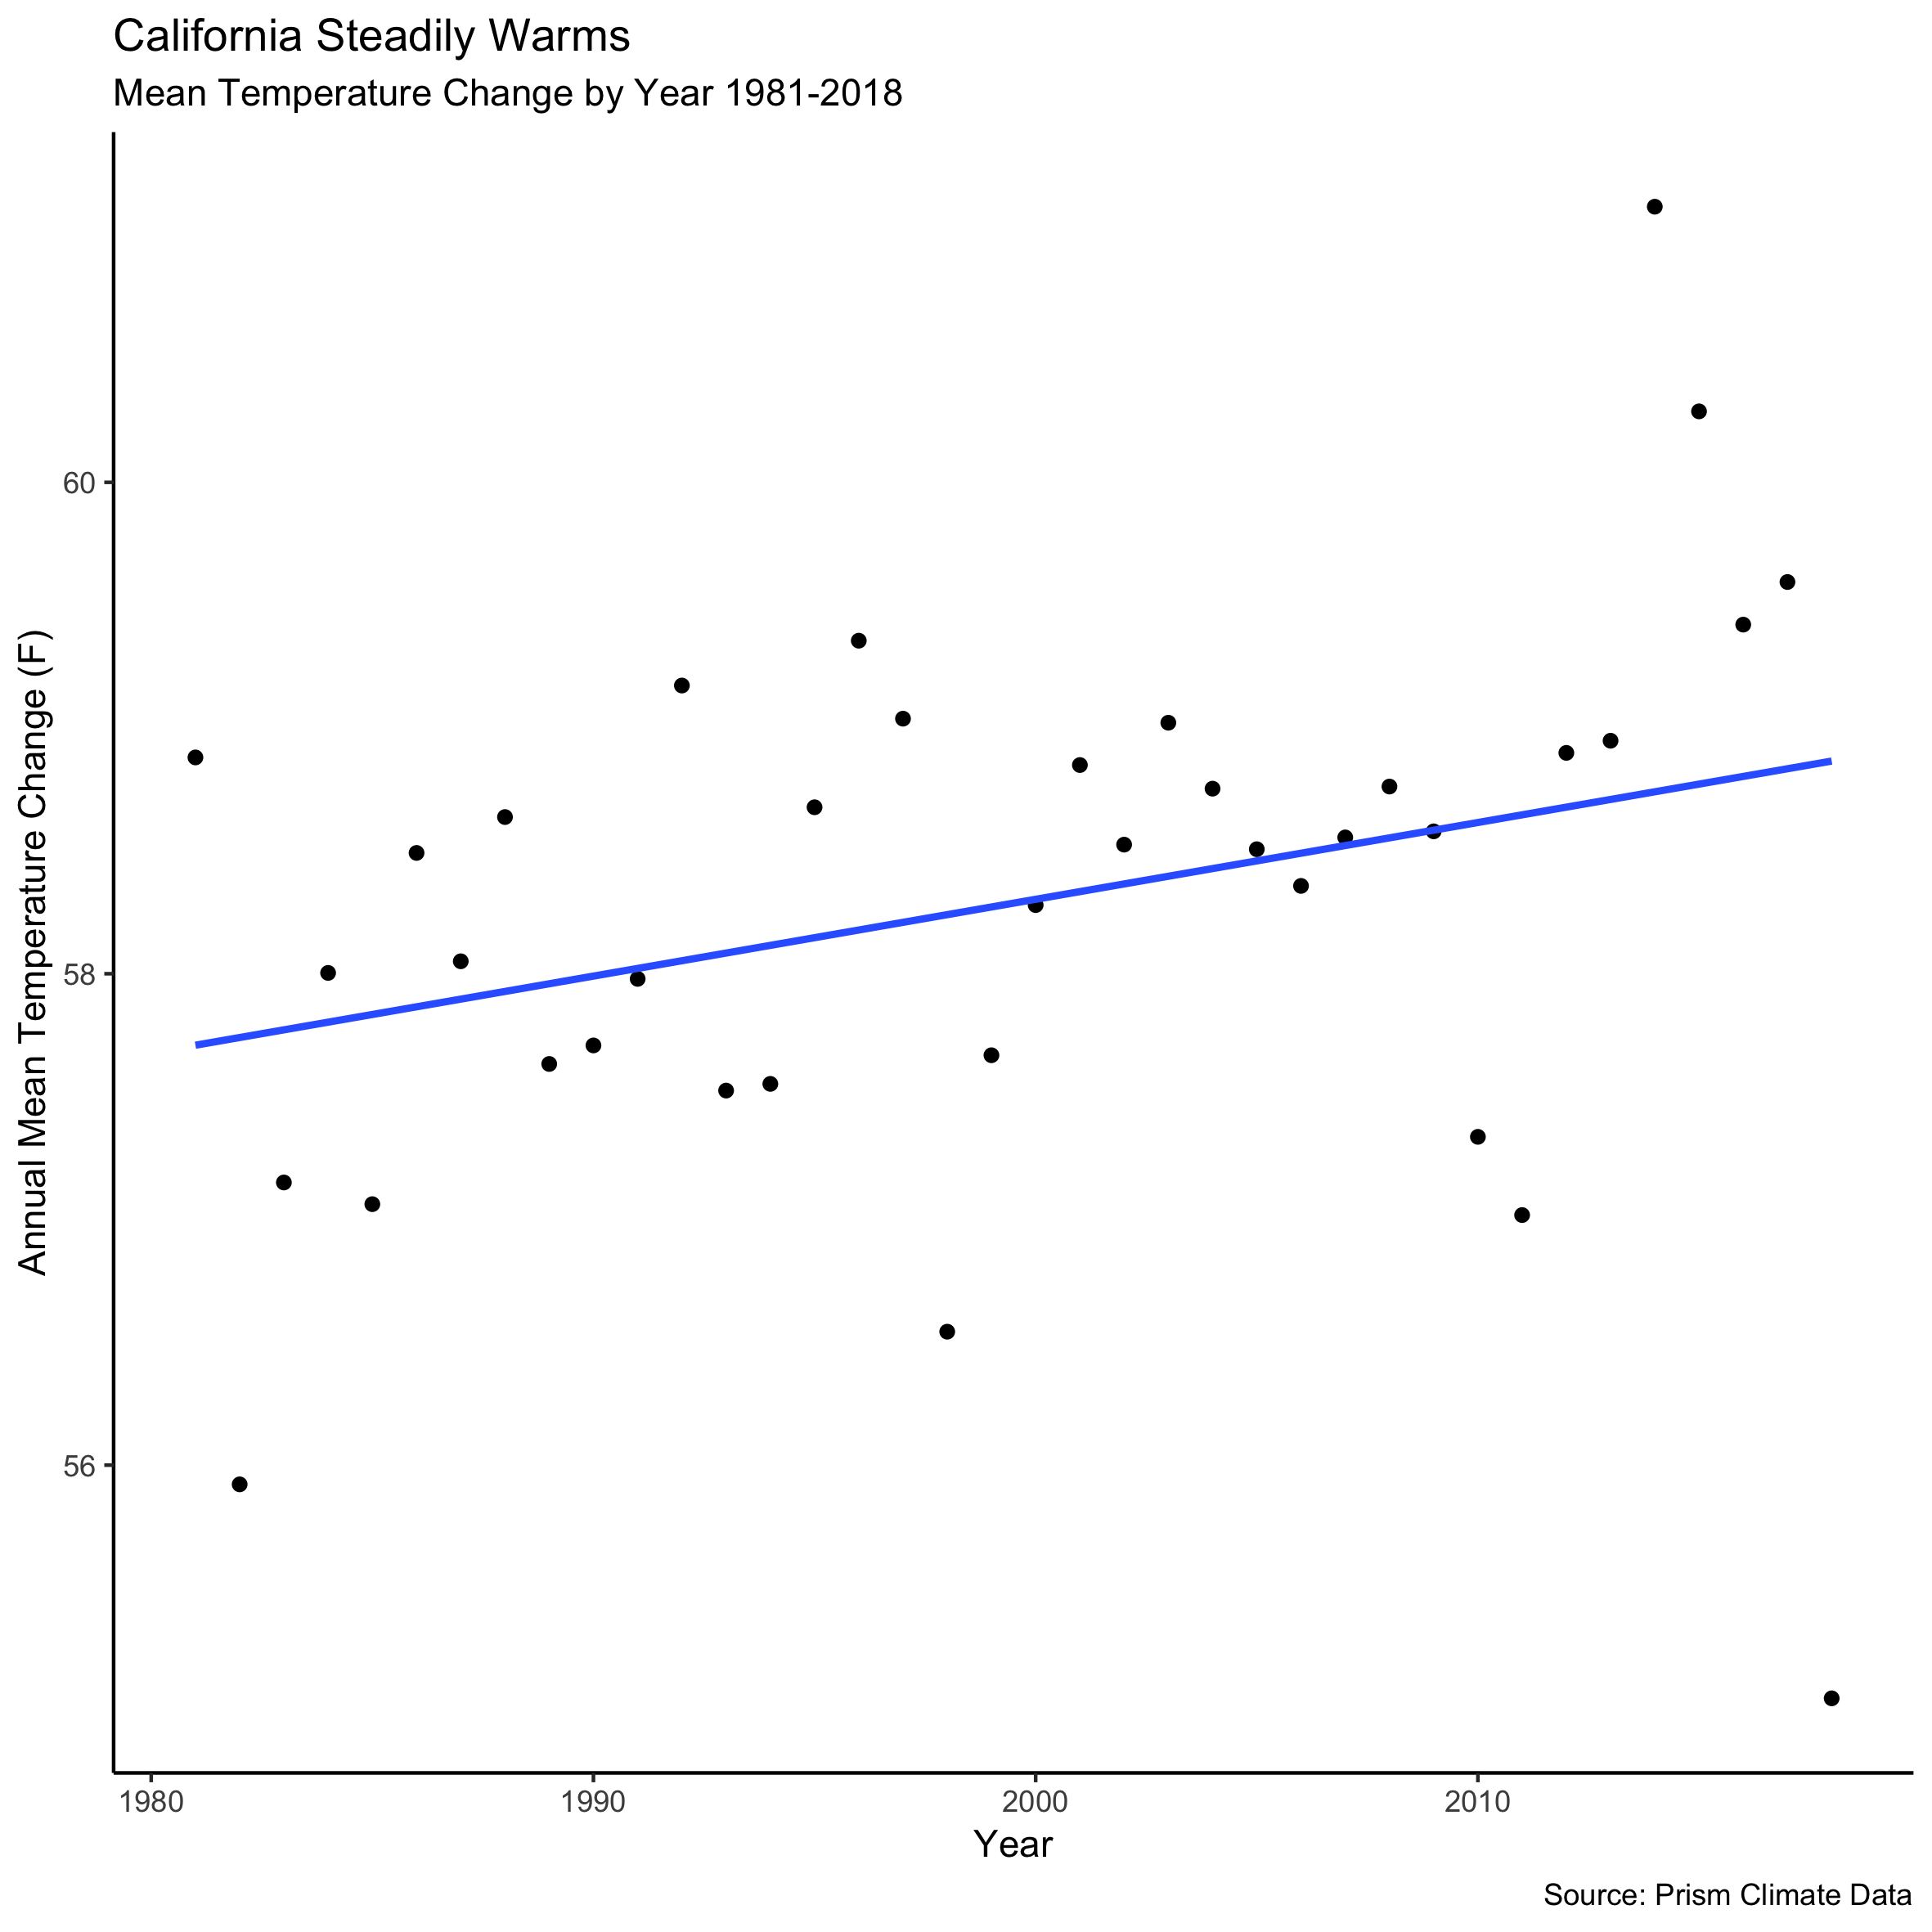 California Steadily Warms
Mean Temperature Change by Year 1981-2018
Annual Mean Temperature Change (F)
60
58
56
1980 1990 2000 2010
Year
Source: Prism Climate Data